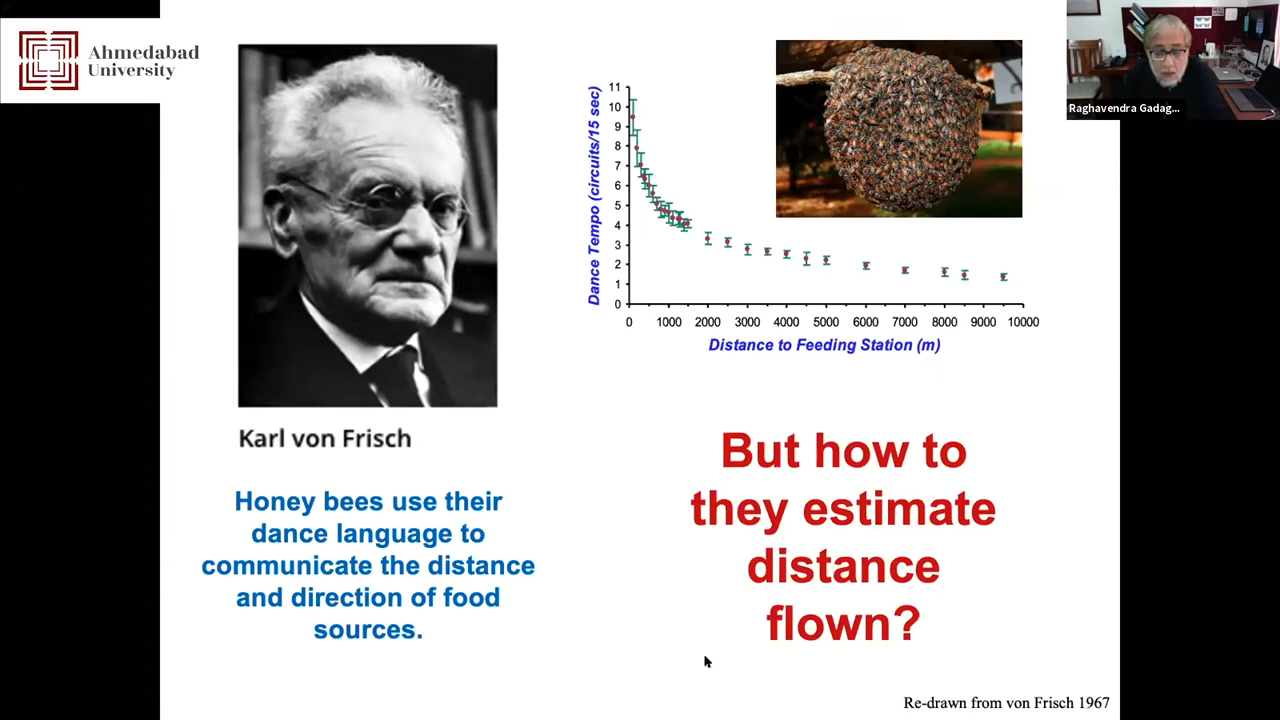 Ahmedabad
University
Raghavendra Gadag...
Dance Tempo (circuits/15 sec)
11
10
9
8
7
6
5
4
3
2
1
0
0 1000 2000 3000 4000 5000 6000 7000 8000 9000 10000
Distance to Feeding Station (m)
Karl von Frisch
Honey bees use their
dance language to
communicate the distance
and direction of food
sources.
But how to
they estimate
distance
flown?
Re-drawn from von Frisch 1967